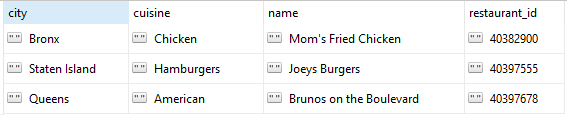 city cuisine name restaurant_id
"" Bronx "" Chicken "" Mom's Fried Chicken "" 40382900
"" Staten Island "" Hamburgers "" Joeys Burgers "" 40397555
"" Queens "" American "" Brunos on the Boulevard "" 40397678